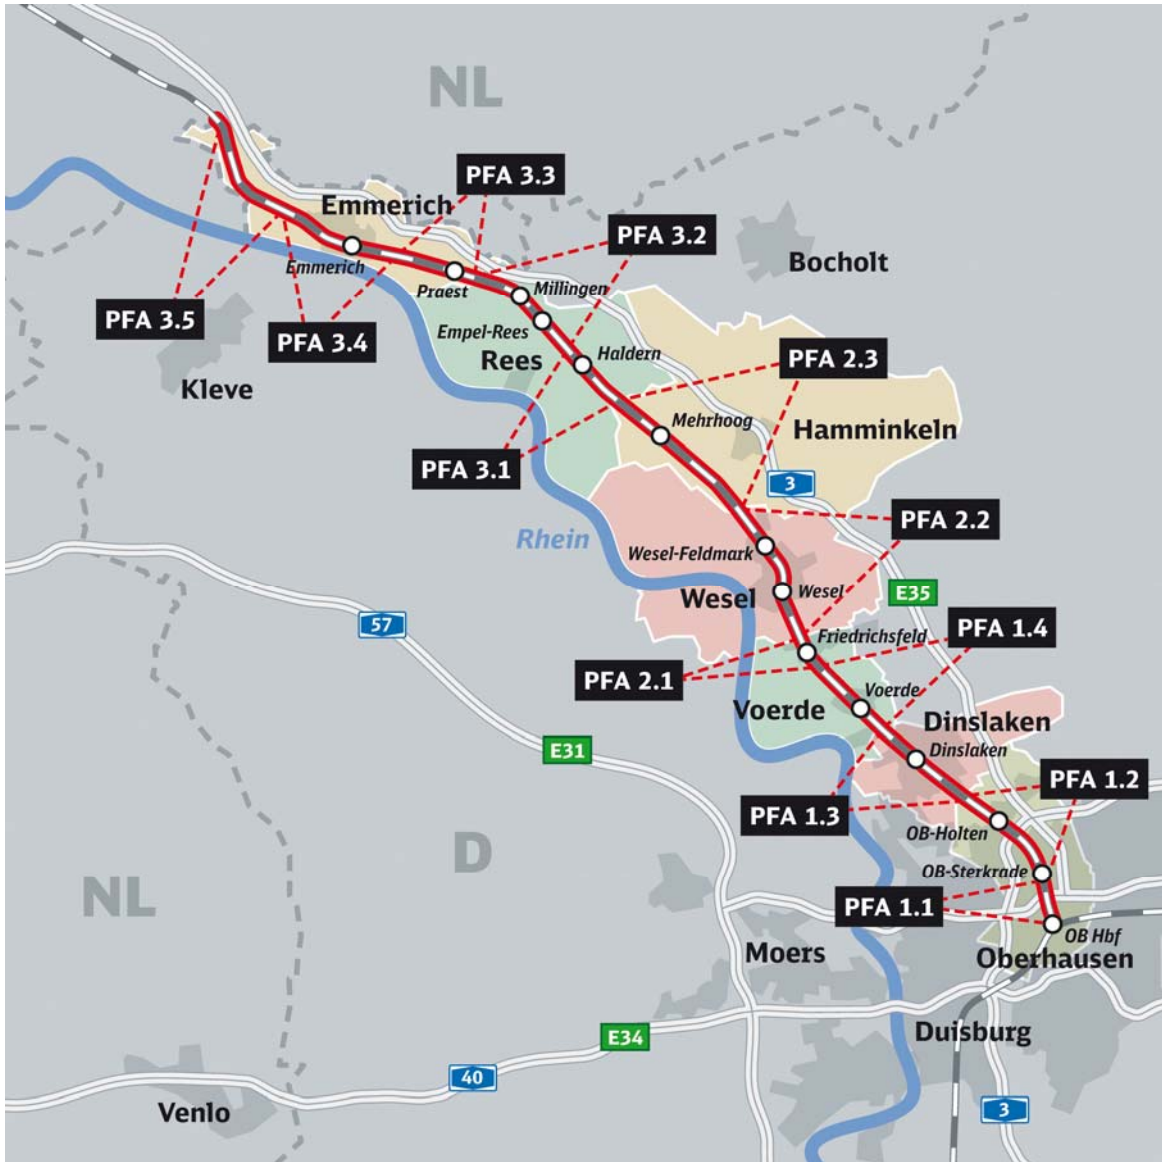 NL
PFA 3.3
Emmerich
PFA 3.2
Bocholt
Emmerich
Praest
Millingen
PFA 3.5
PFA 3.4
Empel-Rees
Rees
Haldern
PFA 2.3
Kleve
Mehrhoog
Hamminkeln
PFA 3.1
3
PFA 2.2
Rhein
Wesel-Feldmark
Wesel
Wesel
E35
57
Friedrichsfeld
PFA 1.4
PFA 2.1
Voerde
Voerde
Dinslaken
E31
Dinslaken
PFA 1.2
PFA 1.3
OB-Holten
D
OB-Sterkrade
NL
PFA 1.1
OB Hbf
Moers
Oberhausen
Duisburg
E34
40
Venlo
3